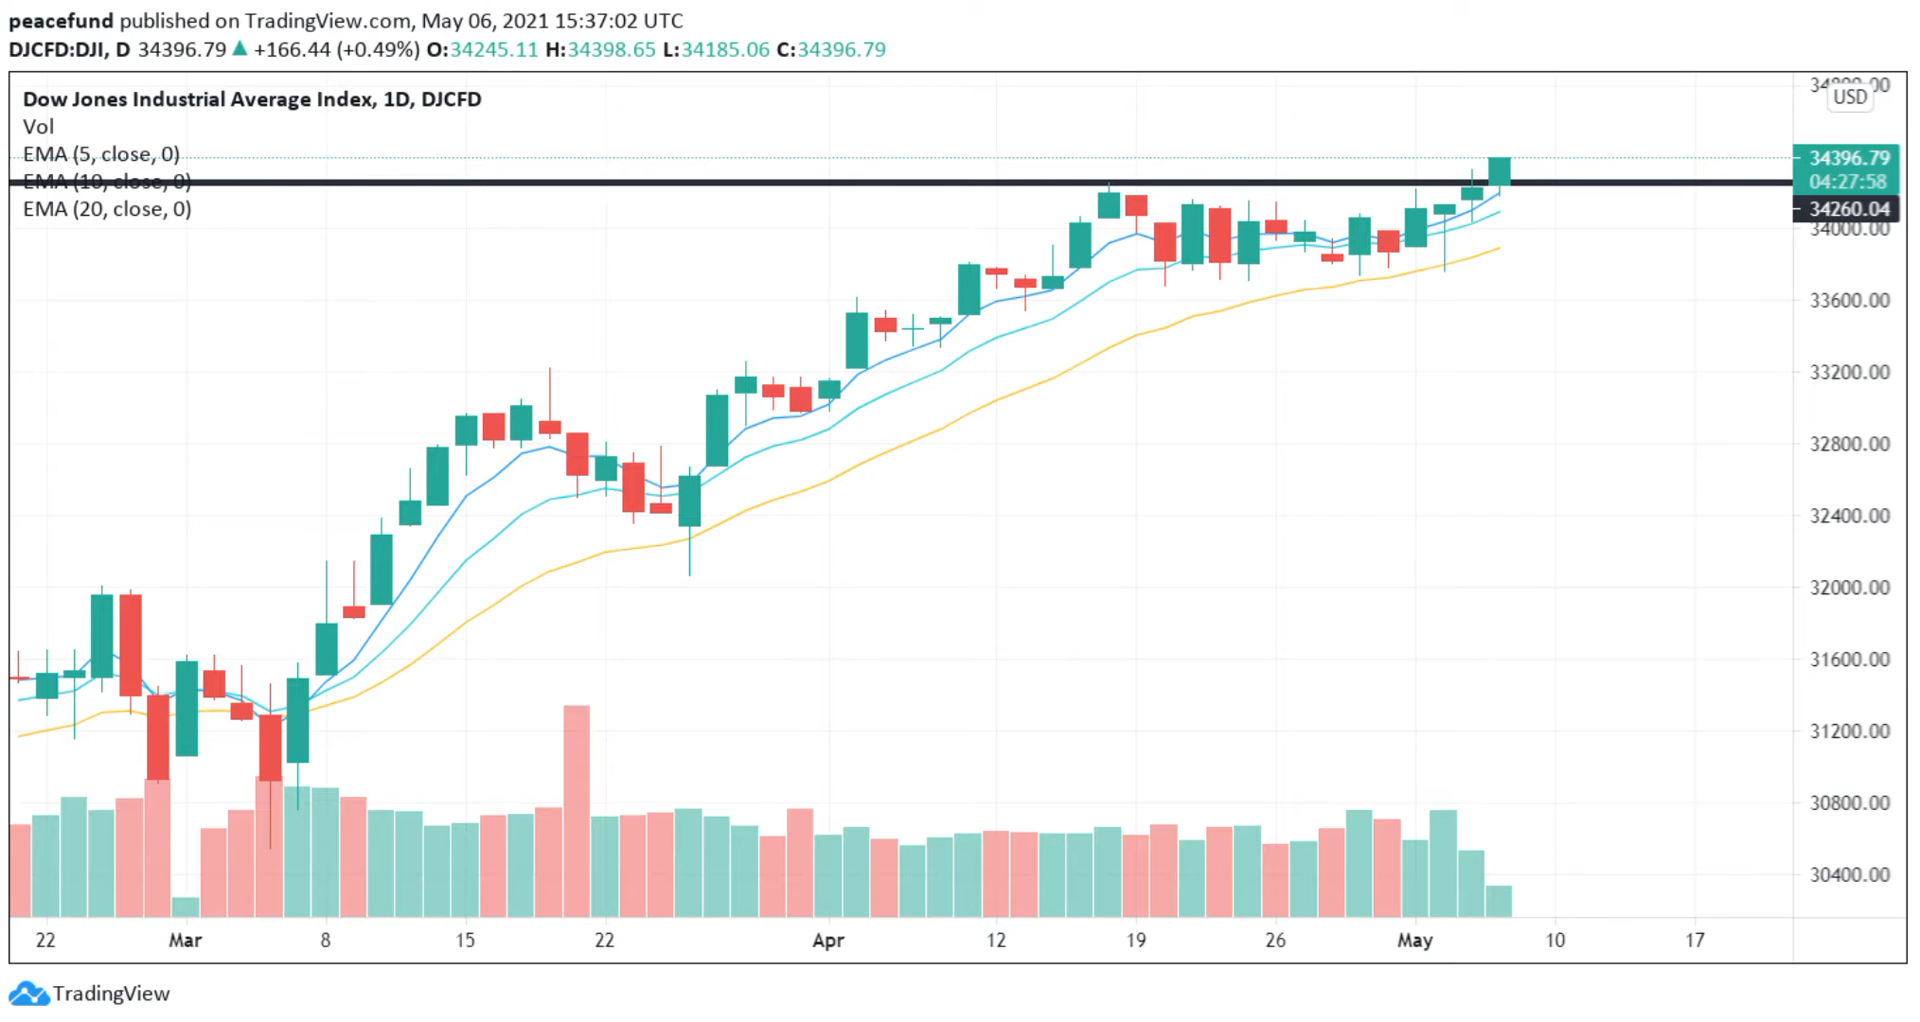 peacefund published on TradingView.com, May 06, 2021 15:37:02 UTC
DJCFD:DJI, D 34396.79 ▲ +166.44 (+0.49%) O:34245.11 H:34398.65 L:34185.06 C:34396.79
Dow Jones Industrial Average Index, 1D, DJCFD
Vol
EMA (5, close, 0)
EMA (10, close, 0)
EMA (20, close, 0)
USD
34396.79
04:27:58
34260.04
34000.00
33600.00
33200.00
32800.00
32400.00
32000.00
31600.00
31200.00
30800.00
30400.00
22 Mar 8 15 22 Apr 12 19 26 May 10 17
TradingView